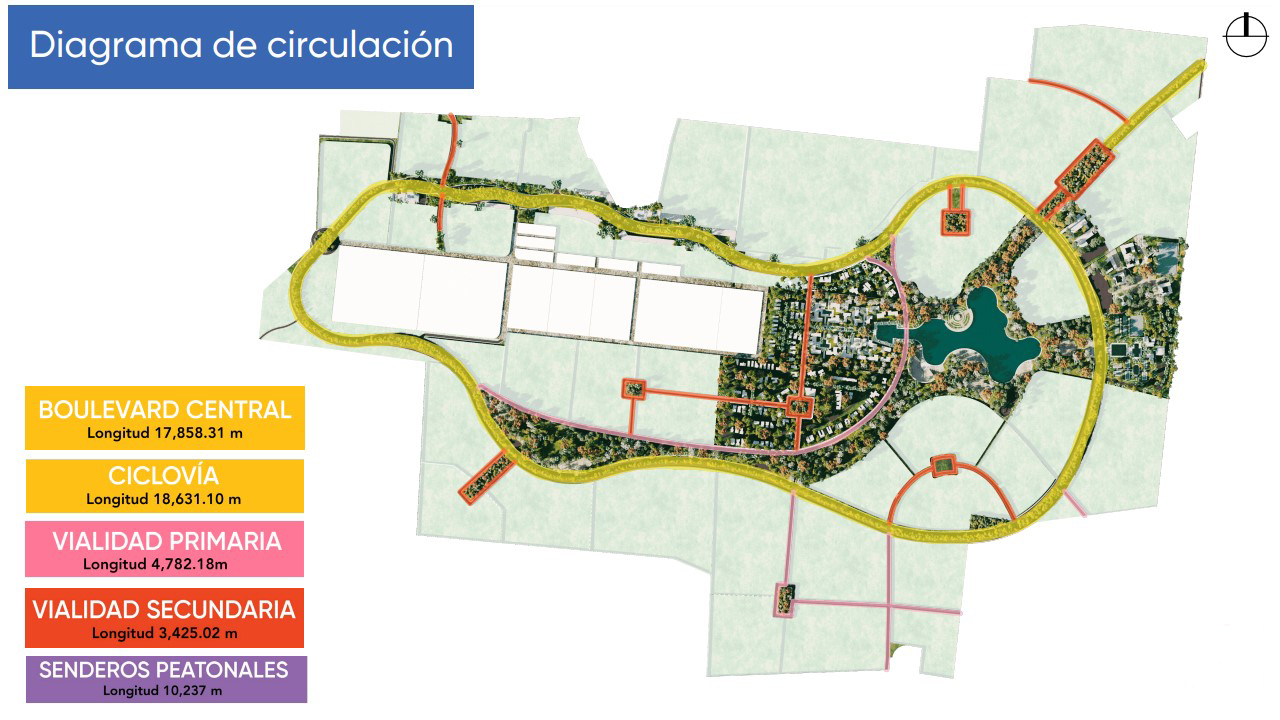 Diagrama de circulación
BOULEVARD CENTRAL
Longitud 17,858.31 m
CICLOVÍA
Longitud 18,631.10 m
VIALIDAD PRIMARIA
Longitud 4,782.18m
VIALIDAD SECUNDARIA
Longitud 3,425.02 m
SENDEROS PEATONALES
Longitud 10,237 m